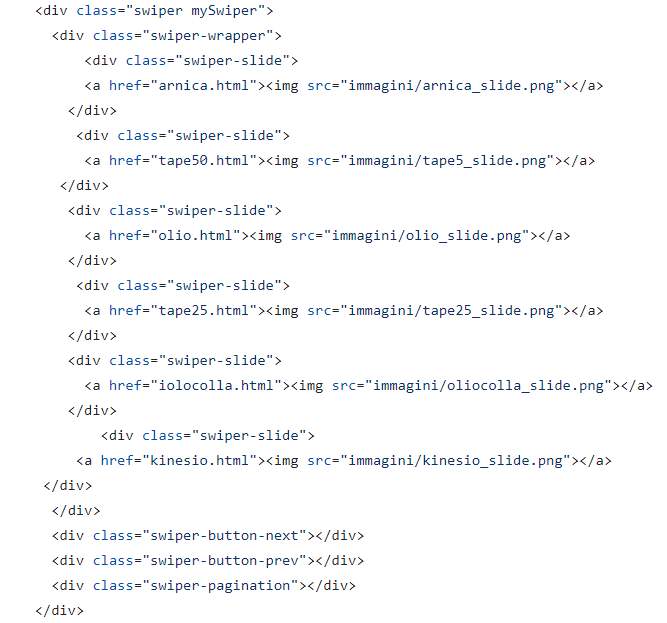 <div class="swiper mySwiper">
<div class="swiper-wrapper">
<div class="swiper-slide">
<a href="arnica.html"><img src="immagini/arnica_slide.png"></a>
</div>
<div class="swiper-slide">
<a href="tape50.html"><img src="immagini/tape5_slide.png"></a>
</div>
<div class="swiper-slide">
<a href="olio.html"><img src="immagini/olio_slide.png"></a>
</div>
<div class="swiper-slide">
<a href="tape25.html"><img src="immagini/tape25_slide.png"></a>
</div>
<div class="swiper-slide">
<a href="iolocolla.html"><img src="immagini/oliocolla_slide.png"></a>
</div>
<div class="swiper-slide">
<a href="kinesio.html"><img src="immagini/kinesio_slide.png"></a>
</div>
</div>
<div class="swiper-button-next"></div>
<div class="swiper-button-prev"></div>
<div class="swiper-pagination"></div>
</div>